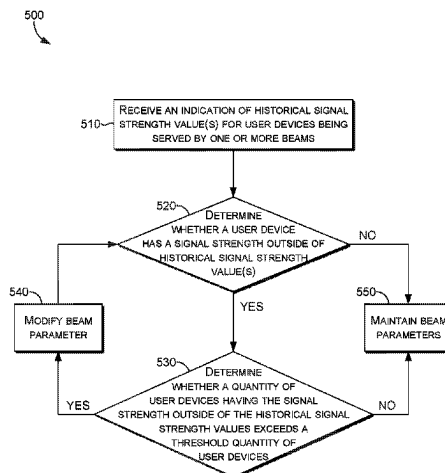 500
510
RECEIVE AN INDICATION OF HISTORICAL SIGNAL
STRENGTH VALUE(S) FOR USER DEVICES BEING
SERVED BY ONE OR MORE BEAMS
520
DETERMINE
WHETHER A USER DEVICE
HAS A SIGNAL STRENGTH OUTSIDE OF
HISTORICAL SIGNAL STRENGTH
VALUE(S)
NO
YES
540
MODIFY BEAM
PARAMETER
550
MAINTAIN BEAM
PARAMETERS
530
DETERMINE
WHETHER A QUANTITY OF
USER DEVICES HAVING THE SIGNAL
STRENGTH OUTSIDE OF THE HISTORICAL SIGNAL
STRENGTH VALUES EXCEEDS A
THRESHOLD QUANTITY OF
USER DEVICES
YES
NO